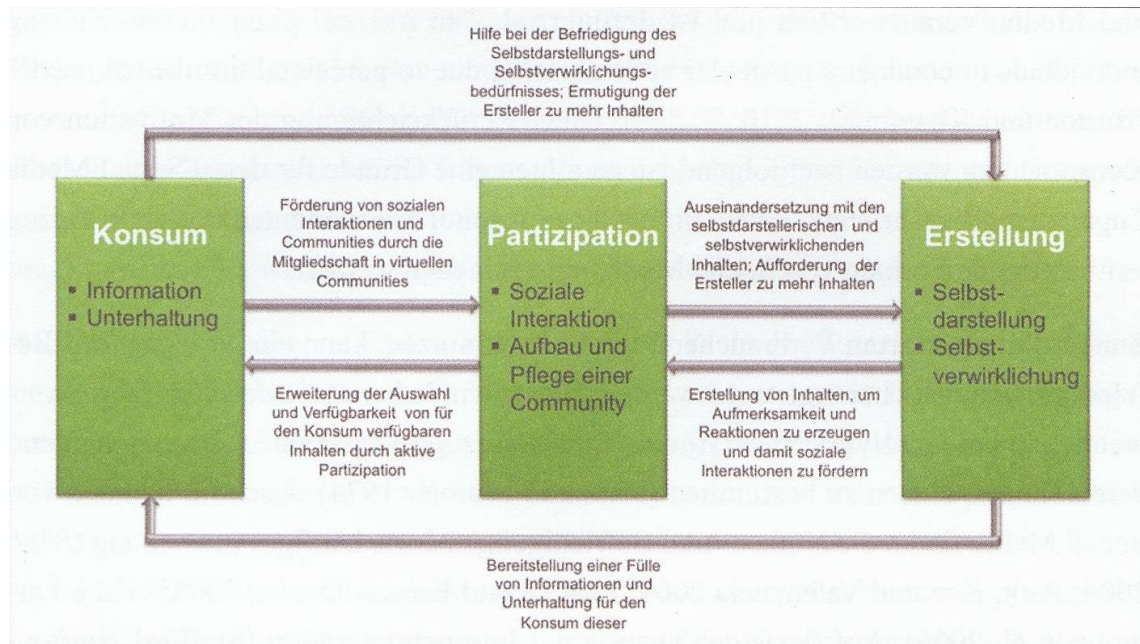 Hilfe bei der Befriedigung des
Selbstdarstellungs- und
Selbstverwirklichungs-
bedürfnisses; Ermutigung der
Ersteller zu mehr Inhalten
Konsum
▪ Information
▪ Unterhaltung
Förderung von sozialen
Interaktionen und
Communities durch die
Mitgliedschaft in virtuellen
Communities
Erweiterung der Auswahl
und Verfügbarkeit von für
den Konsum verfügbaren
Inhalten durch aktive
Partizipation
Partizipation
▪ Soziale
Interaktion
▪ Aufbau und
Pflege einer
Community
Auseinandersetzung mit den
selbstdarstellerischen und
selbstverwirklichenden
Inhalten; Aufforderung der
Ersteller zu mehr Inhalten
Erstellung von Inhalten, um
Aufmerksamkeit und
Reaktionen zu erzeugen
und damit soziale
Interaktionen zu fördern
Erstellung
▪ Selbst-
darstellung
▪ Selbst-
verwirklichung
Bereitstellung einer Fülle
von Informationen und
Unterhaltung für den
Konsum dieser